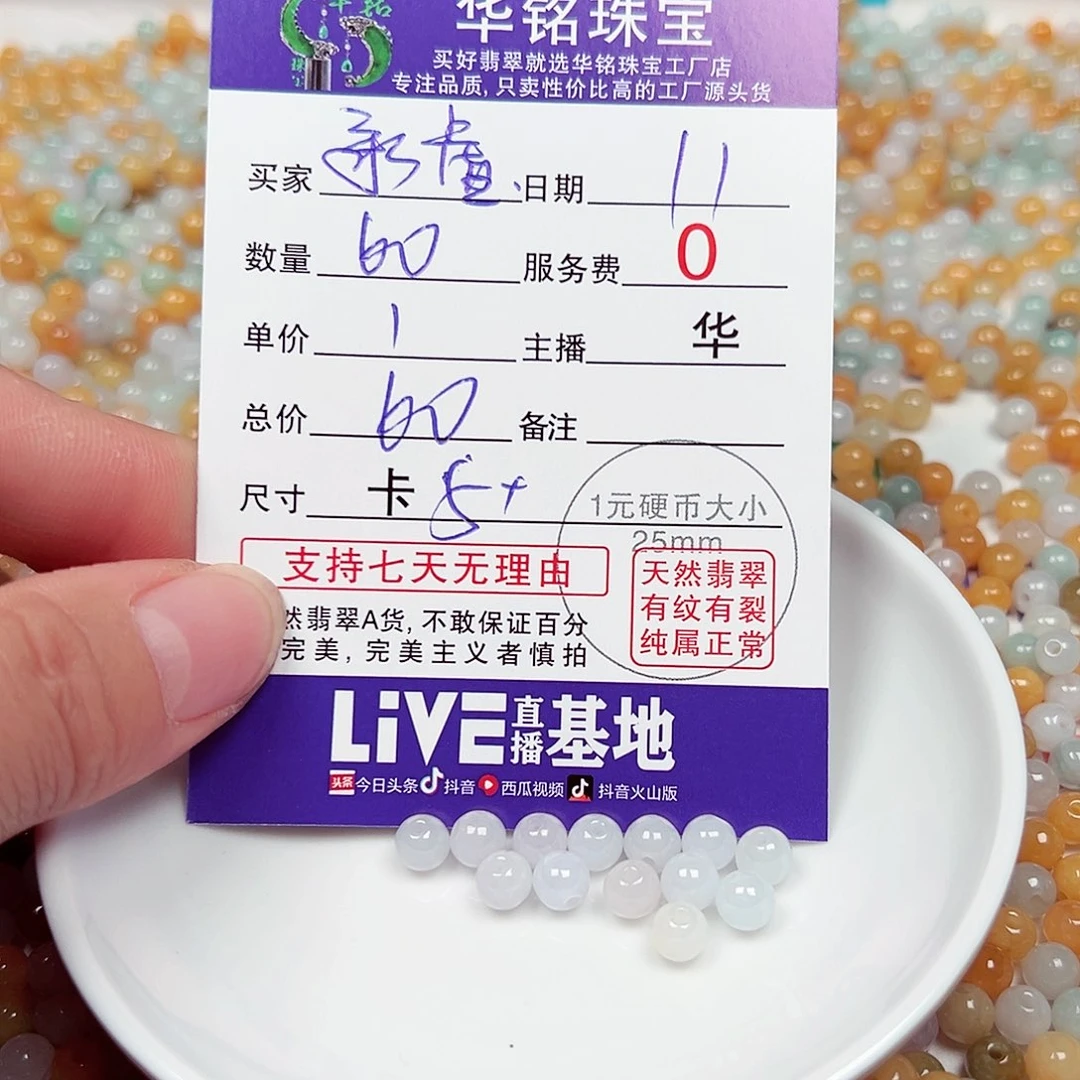 华铭珠宝
买好翡翠就选华铭珠宝工厂店
专注品质,只卖性价比高的工厂源头货
买家 日期 11
数量 60 服务费 0
单价 1 主播 华
总价 60 备注
尺寸 卡 5+
1元硬币大小
25mm
支持七天无理由
天然翡翠
有纹有裂
纯属正常
然翡翠A货,不敢保证百分
完美,完美主义者慎拍
LiVE直播基地
头条 今日头条 抖音 西瓜视频 抖音火山版